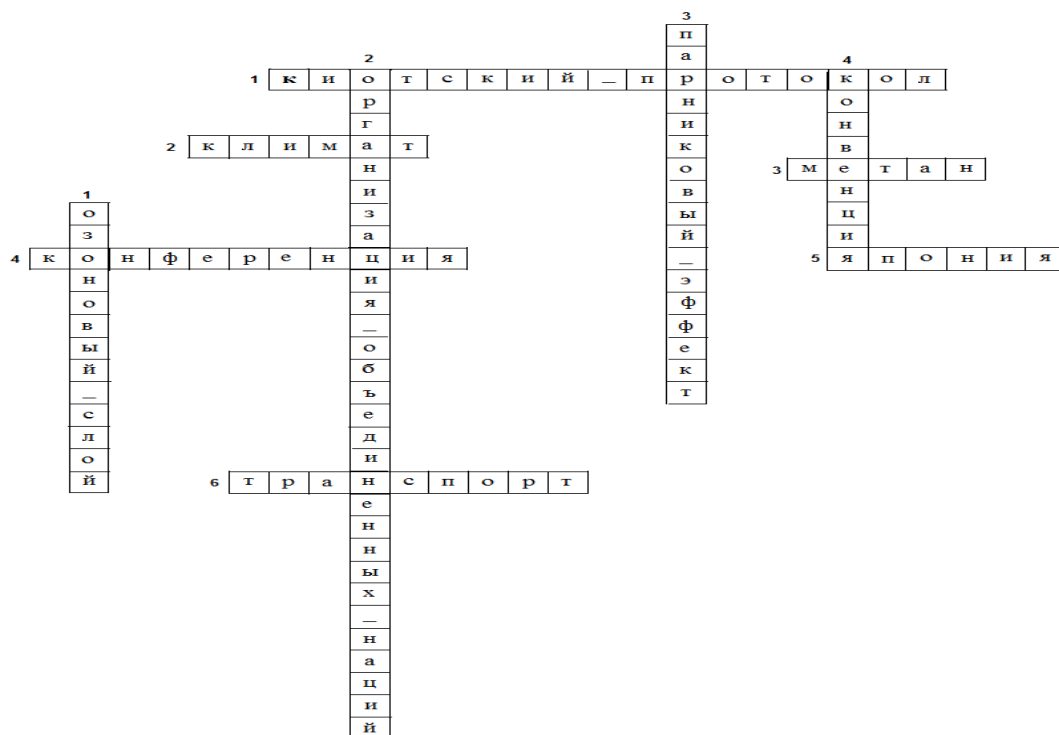 3 парниковый_эффект
2 организация_объединенных_наций
4 конвенция
1 киотский_протокол
2 климат
3 метан
1 озоновый_слой
4 конференция
5 япония
6 транспорт